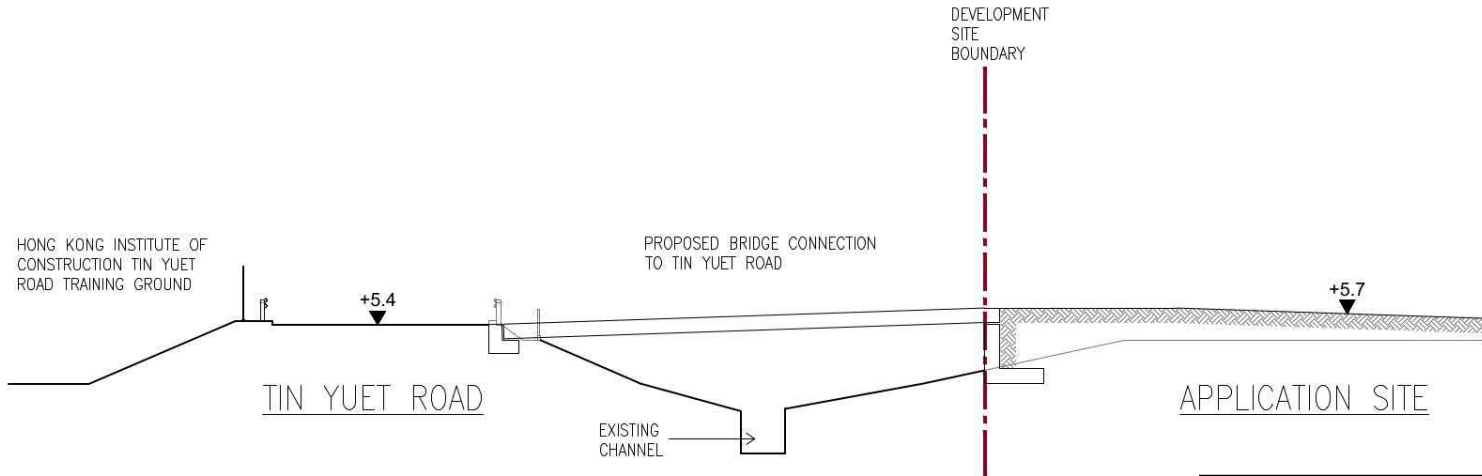 DEVELOPMENT
SITE
BOUNDARY
HONG KONG INSTITUTE OF
CONSTRUCTION TIN YUET
ROAD TRAINING GROUND
+5.4
PROPOSED BRIDGE CONNECTION
TO TIN YUET ROAD
+5.7
TIN YUET ROAD
EXISTING
CHANNEL
APPLICATION SITE